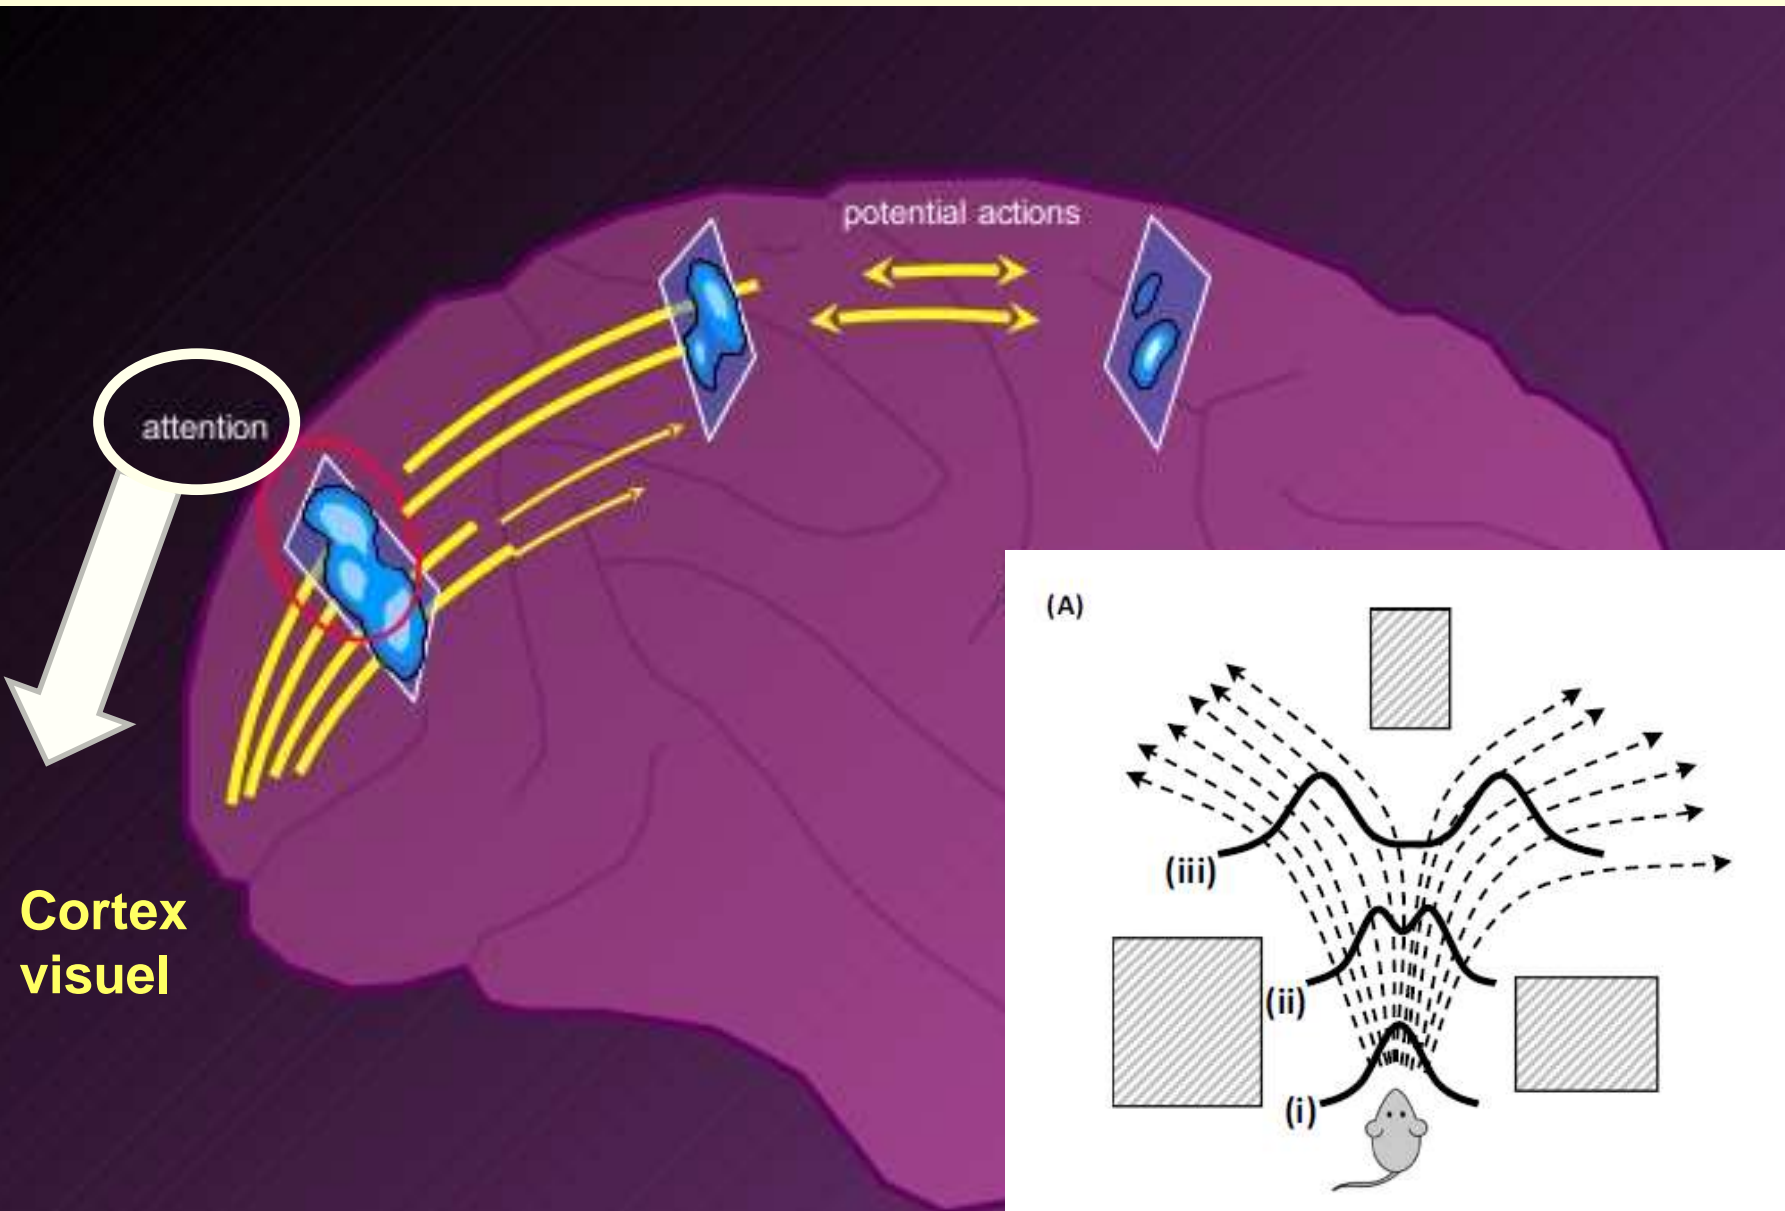 potential actions
attention
Cortex
visuel
(A)
(iii)
(ii)
(i)